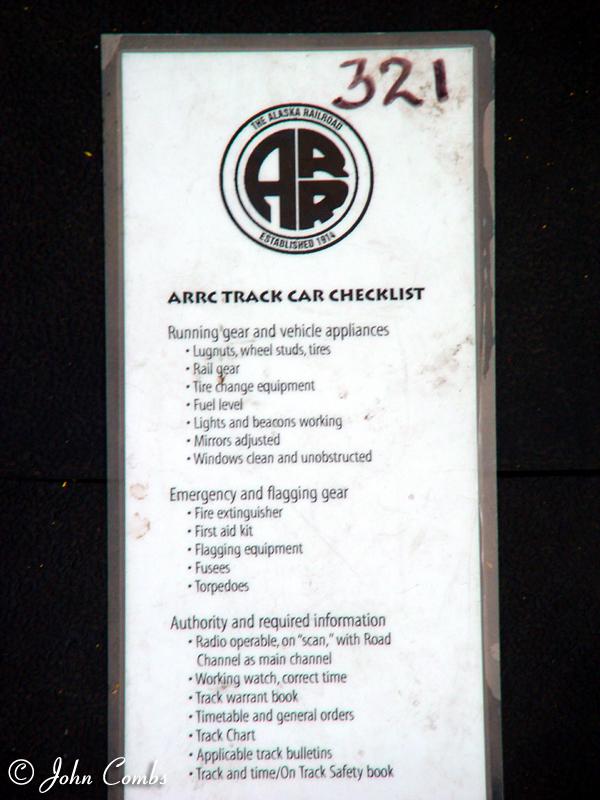 321
THE ALASKA RAILROAD
ARR
ESTABLISHED 1914
ARRC TRACK CAR CHECKLIST
Running gear and vehicle appliances
• Lugnuts, wheel studs, tires
• Rail gear
• Tire change equipment
• Fuel level
• Lights and beacons working
• Mirrors adjusted
• Windows clean and unobstructed
Emergency and flagging gear
• Fire extinguisher
• First aid kit
• Flagging equipment
• Fusees
• Torpedoes
Authority and required information
• Radio operable, on “scan,” with Road
Channel as main channel
• Working watch, correct time
• Track warrant book
• Timetable and general orders
• Track Chart
• Applicable track bulletins
• Track and time/On Track Safety book
© John Combs